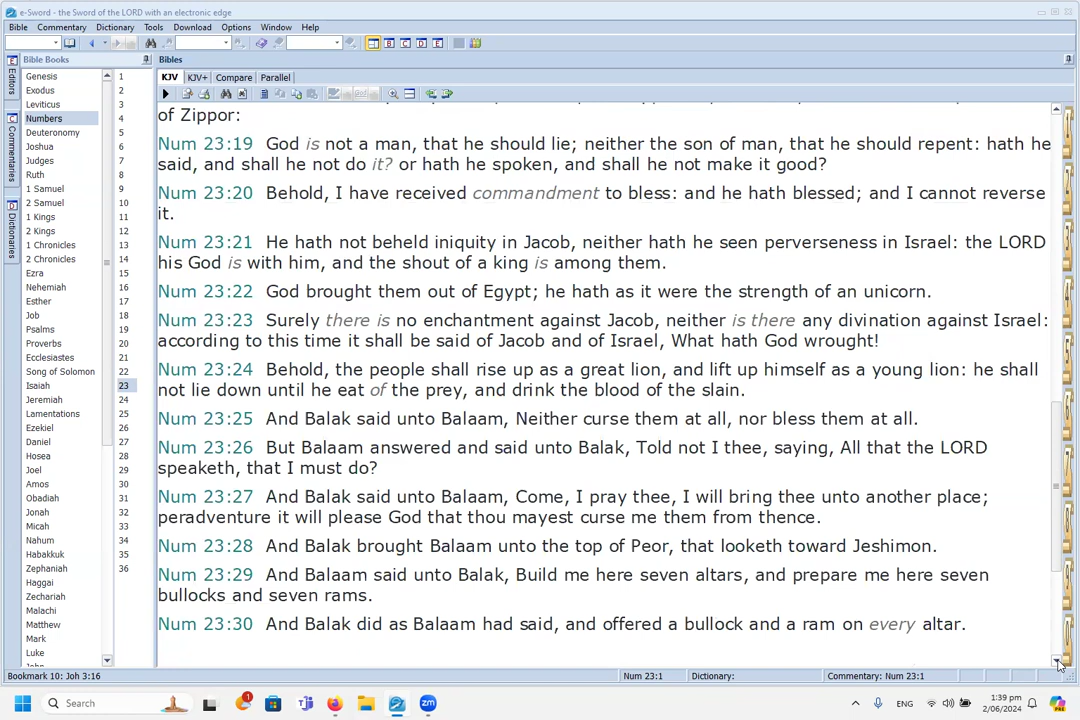 e-Sword - the Sword of the LORD with an electronic edge
Bible Commentary Dictionary Tools Download Options Window Help
B C D E
Editors
Commentaries
Dictionaries
Bible Books
Genesis
Exodus
Leviticus
Numbers
Deuteronomy
Joshua
Judges
Ruth
1 Samuel
2 Samuel
1 Kings
2 Kings
1 Chronicles
2 Chronicles
Ezra
Nehemiah
Esther
Job
Psalms
Proverbs
Ecclesiastes
Song of Solomon
Isaiah
Jeremiah
Lamentations
Ezekiel
Daniel
Hosea
Joel
Amos
Obadiah
Jonah
Micah
Nahum
Habakkuk
Zephaniah
Haggai
Zechariah
Malachi
Matthew
Mark
Luke
John
1
2
3
4
5
6
7
8
9
10
11
12
13
14
15
16
17
18
19
20
21
22
23
24
25
26
27
28
29
30
31
32
33
34
35
36
Bibles
KJV KJV+ Compare Parallel
of Zippor:
Num 23:19 God is not a man, that he should lie; neither the son of man, that he should repent: hath he
said, and shall he not do it? or hath he spoken, and shall he not make it good?
Num 23:20 Behold, I have received commandment to bless: and he hath blessed; and I cannot reverse
it.
Num 23:21 He hath not beheld iniquity in Jacob, neither hath he seen perverseness in Israel: the LORD
his God is with him, and the shout of a king is among them.
Num 23:22 God brought them out of Egypt; he hath as it were the strength of an unicorn.
Num 23:23 Surely there is no enchantment against Jacob, neither is there any divination against Israel:
according to this time it shall be said of Jacob and of Israel, What hath God wrought!
Num 23:24 Behold, the people shall rise up as a great lion, and lift up himself as a young lion: he shall
not lie down until he eat of the prey, and drink the blood of the slain.
Num 23:25 And Balak said unto Balaam, Neither curse them at all, nor bless them at all.
Num 23:26 But Balaam answered and said unto Balak, Told not I thee, saying, All that the LORD
speaketh, that I must do?
Num 23:27 And Balak said unto Balaam, Come, I pray thee, I will bring thee unto another place;
peradventure it will please God that thou mayest curse me them from thence.
Num 23:28 And Balak brought Balaam unto the top of Peor, that looketh toward Jeshimon.
Num 23:29 And Balaam said unto Balak, Build me here seven altars, and prepare me here seven
bullocks and seven rams.
Num 23:30 And Balak did as Balaam had said, and offered a bullock and a ram on every altar.
1
2
3
4
5
6
7
8
9
0
Bookmark 10: Joh 3:16 Num 23:1 Dictionary: Commentary: Num 23:1
Search
1
zm
ENG
1:39 pm
2/06/2024
PRE